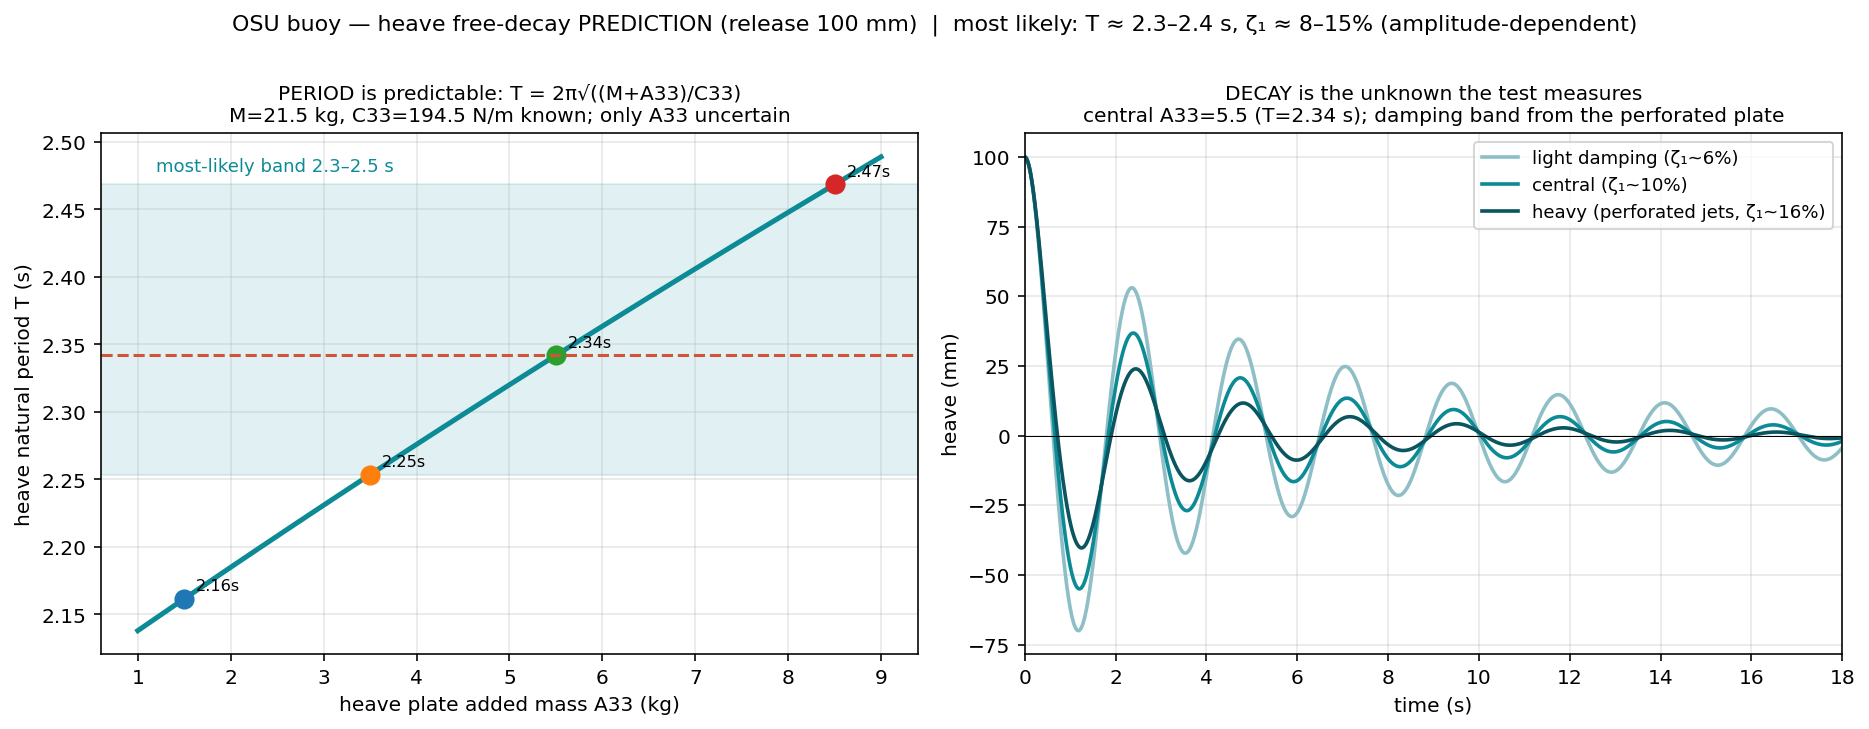 OSU buoy — heave free-decay PREDICTION (release 100 mm)  |  most likely: T ≈ 2.3–2.4 s, ζ₁ ≈ 8–15% (amplitude-dependent)
PERIOD is predictable: T = 2π√((M+A33)/C33)
M=21.5 kg, C33=194.5 N/m known; only A33 uncertain
most-likely band 2.3–2.5 s
2.47s
2.34s
2.25s
2.16s
2.50
2.45
2.40
2.35
2.30
2.25
2.20
2.15
heave natural period T (s)
1 2 3 4 5 6 7 8 9
heave plate added mass A33 (kg)
DECAY is the unknown the test measures
central A33=5.5 (T=2.34 s); damping band from the perforated plate
light damping (ζ₁~6%)
central (ζ₁~10%)
heavy (perforated jets, ζ₁~16%)
100
75
50
25
0
−25
−50
−75
heave (mm)
0 2 4 6 8 10 12 14 16 18
time (s)